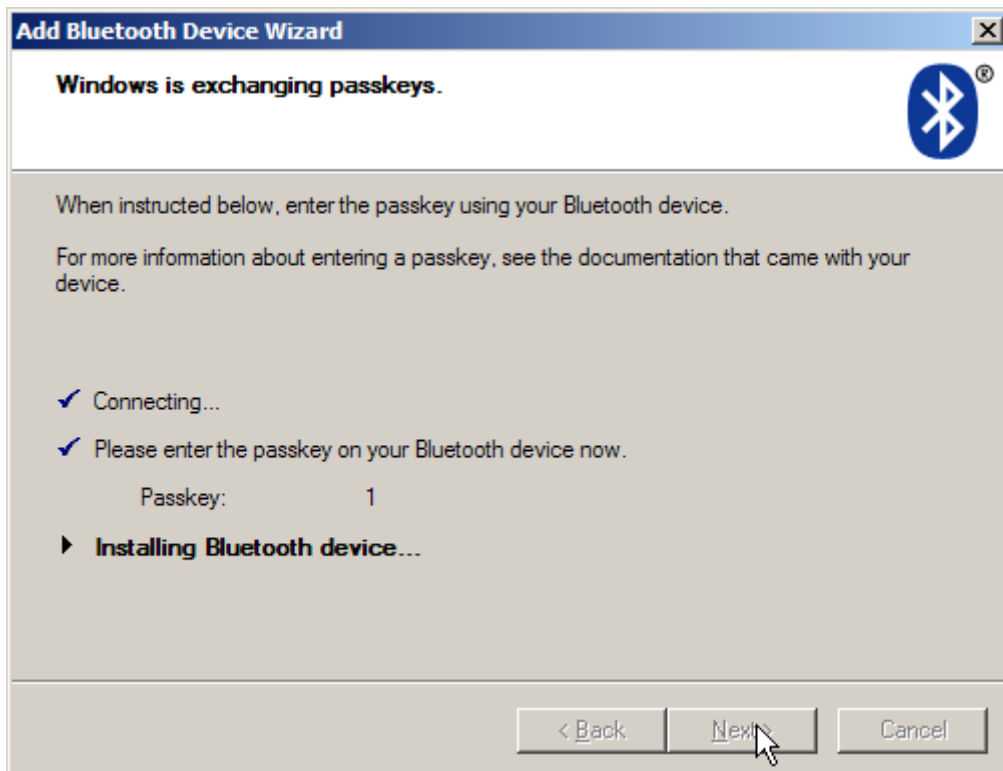 Add Bluetooth Device Wizard
Windows is exchanging passkeys.
®
When instructed below, enter the passkey using your Bluetooth device.
For more information about entering a passkey, see the documentation that came with your
device.
Connecting...
Please enter the passkey on your Bluetooth device now.
Passkey: 1
Installing Bluetooth device...
< Back Next > Cancel